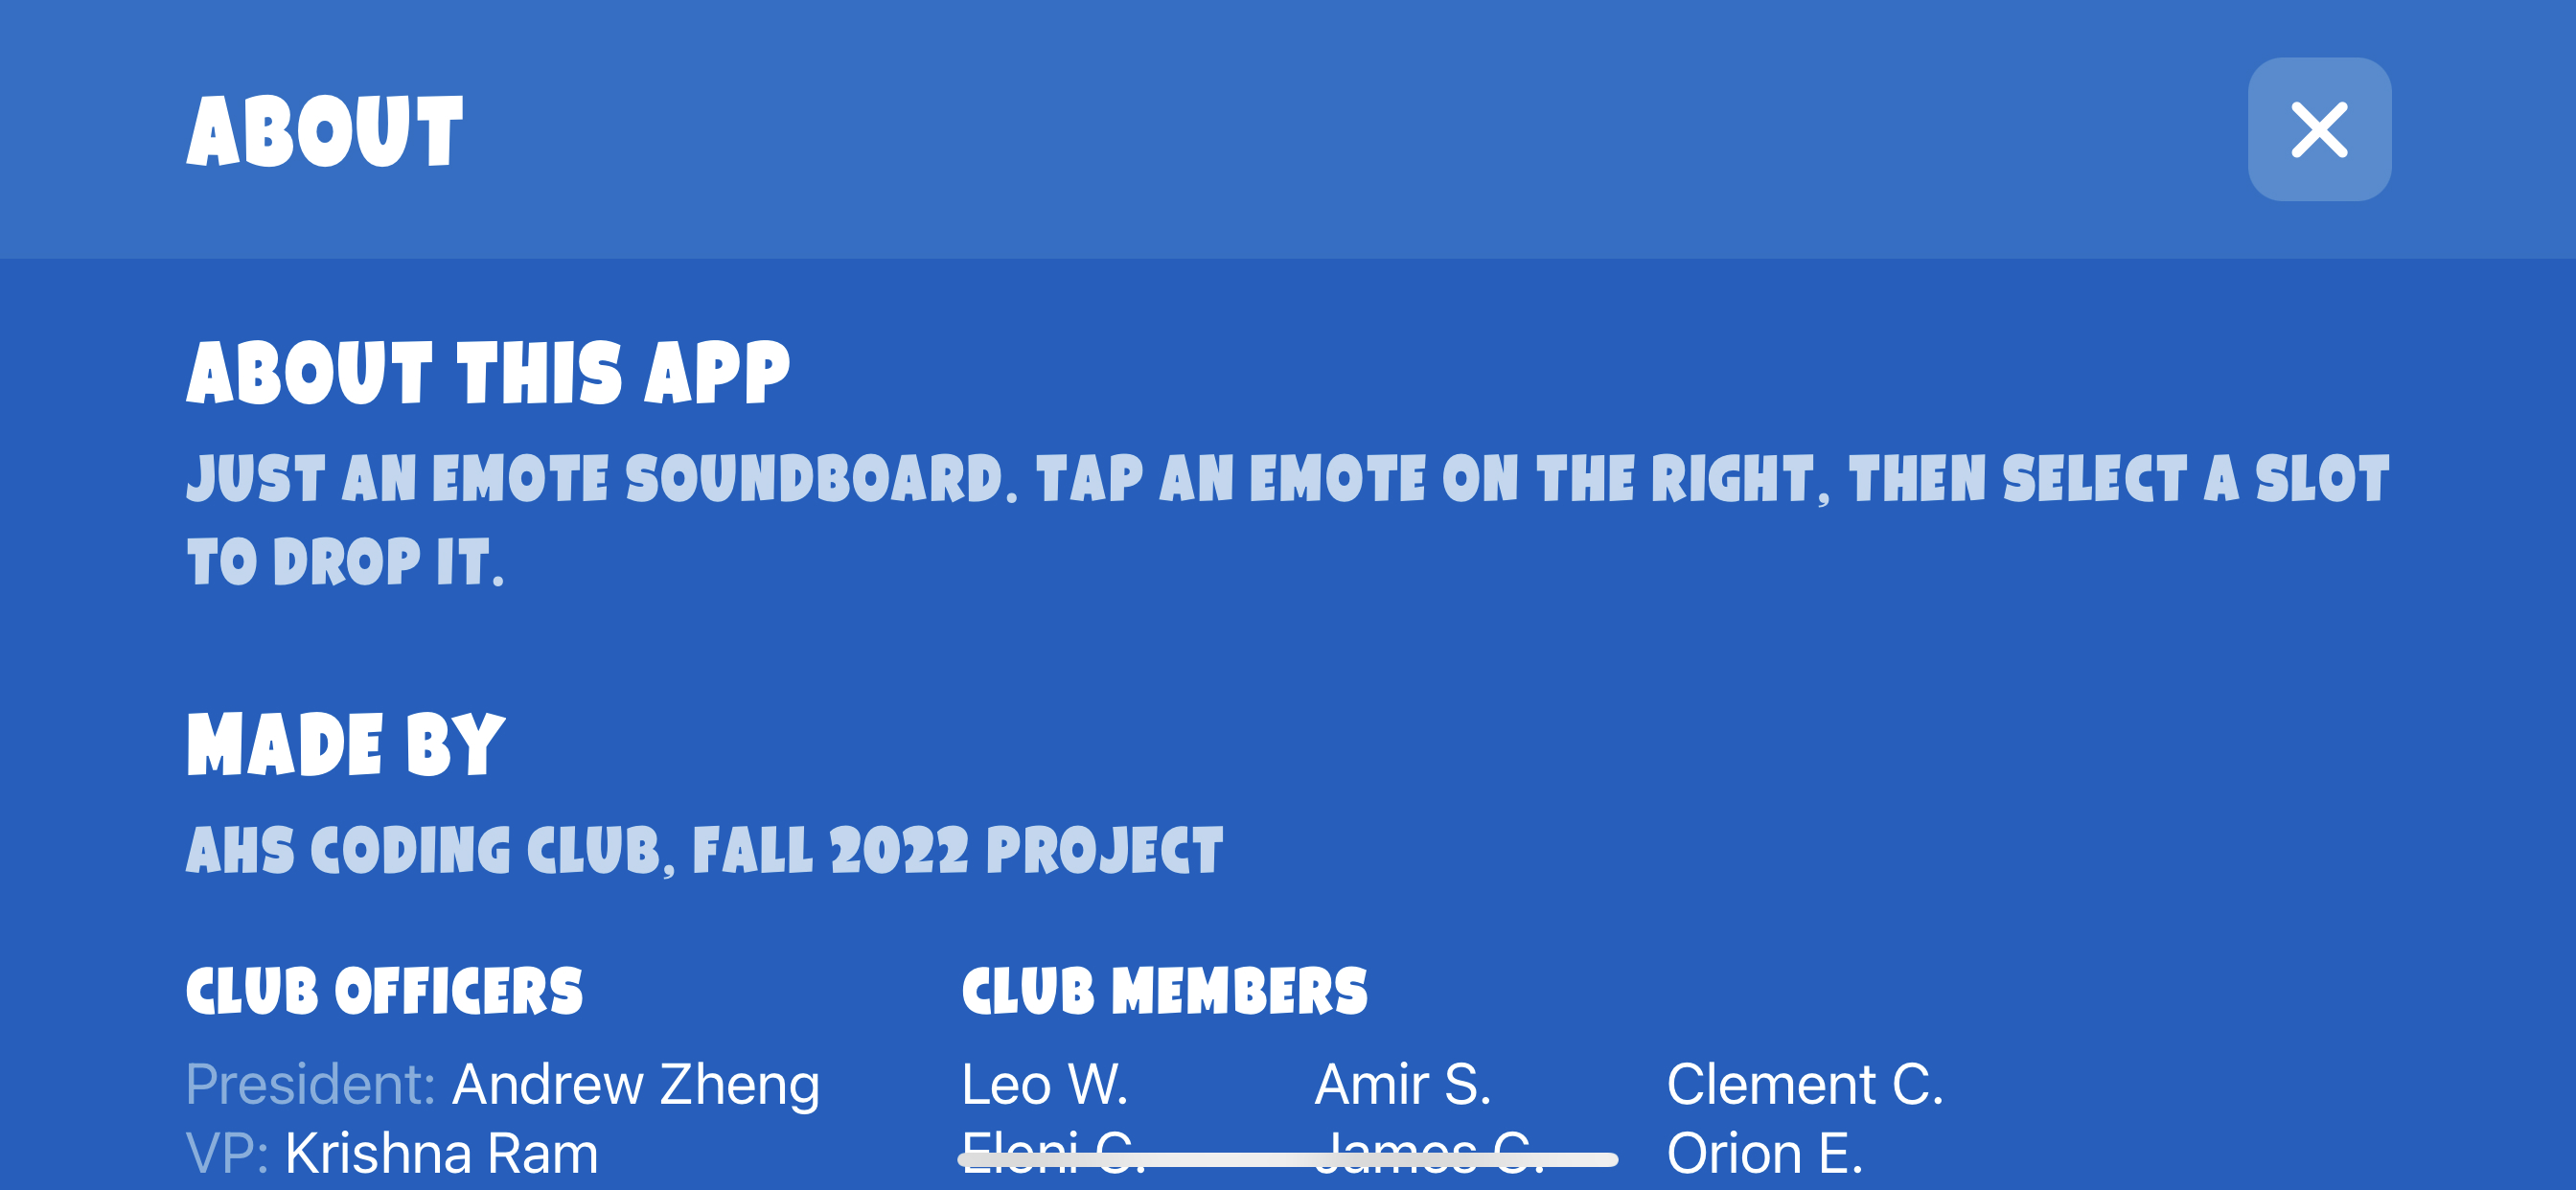 ABOUT
ABOUT THIS APP
JUST AN EMOTE SOUNDBOARD. TAP AN EMOTE ON THE RIGHT, THEN SELECT A SLOT
TO DROP IT.
MADE BY
AHS CODING CLUB, FALL 2022 PROJECT
CLUB OFFICERS
CLUB MEMBERS
President: Andrew Zheng
Leo W. Amir S. Clement C.
VP: Krishna Ram
James Orion E.